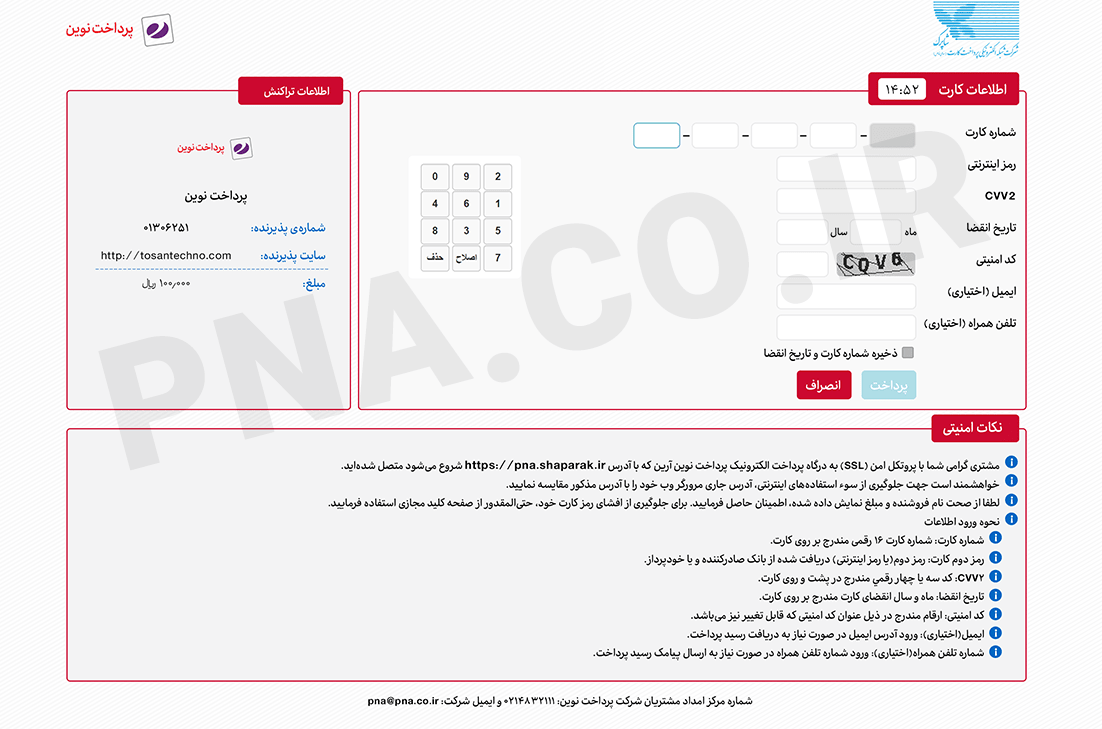 پرداخت نوین
شاپرک
شرکت شبکه الکترونیکی پرداخت کارت
اطلاعات کارت
۱۴:۵۲
شماره کارت
- - - -
رمز اینترنتی
CVV2
تاریخ انقضا
ماه
سال
کد امنیتی
ایمیل (اختیاری)
تلفن همراه (اختیاری)
ذخیره شماره کارت و تاریخ انقضا
پرداخت
انصراف
0 9 2
4 6 1
8 3 5
حذف اصلاح 7
اطلاعات تراکنش
پرداخت نوین
پرداخت نوین
شماره‌ی پذیرنده: ۰۱۳۰۶۲۵۱
سایت پذیرنده: http://tosantechno.com
مبلغ: ۱۰۰٫۰۰۰ ریال
PNA.CO.IR
نکات امنیتی
مشتری گرامی شما با پروتکل امن (SSL) به درگاه پرداخت الکترونیک پرداخت نوین آرین که با آدرس https://pna.shaparak.ir شروع می‌شود متصل شده‌اید.
خواهشمند است جهت جلوگیری از سوء استفاده‌های اینترنتی، آدرس جاری مرورگر وب خود را با آدرس مذکور مقایسه نمایید.
لطفا از صحت نام فروشنده و مبلغ نمایش داده شده، اطمینان حاصل فرمایید. برای جلوگیری از افشای رمز کارت خود، حتی‌المقدور از صفحه کلید مجازی استفاده فرمایید.
نحوه ورود اطلاعات
شماره کارت: شماره کارت ۱۶ رقمی مندرج بر روی کارت.
رمز دوم کارت: رمز دوم(یا رمز اینترنتی) دریافت شده از بانک صادرکننده و یا خودپرداز.
CVV۲: کد سه یا چهار رقمي مندرج در پشت و روی کارت.
تاریخ انقضا: ماه و سال انقضای کارت مندرج بر روی کارت.
کد امنیتی: ارقام مندرج در ذیل عنوان کد امنیتی که قابل تغییر نیز می‌باشد.
ایمیل(اختیاری): ورود آدرس ایمیل در صورت نیاز به دریافت رسید پرداخت.
شماره تلفن همراه(اختیاری): ورود شماره تلفن همراه در صورت نیاز به ارسال پیامک رسید پرداخت.
شماره مرکز امداد مشتریان شرکت پرداخت نوین: ۰۲۱۴۸۳۲۱۱۱ و ایمیل شرکت: pna@pna.co.ir